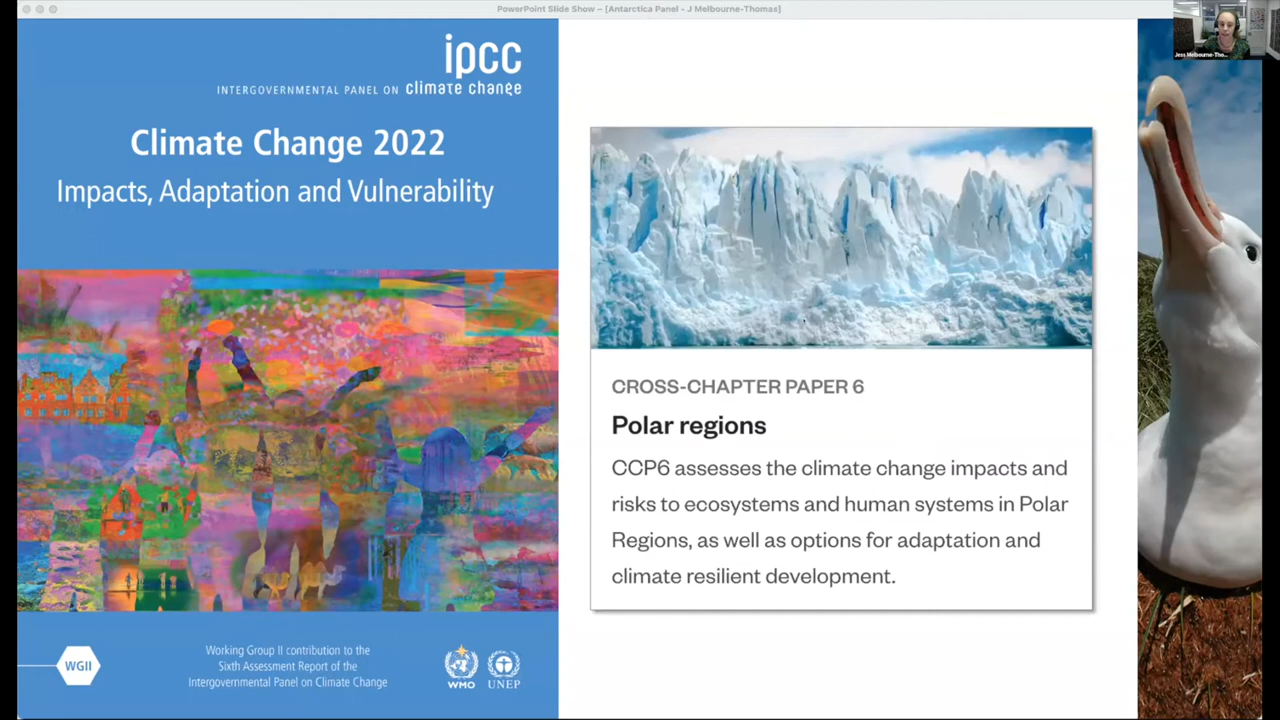 PowerPoint Slide Show – [Antarctica Panel - J Melbourne-Thomas]
Jess Melbourne-Tho...
ipcc
INTERGOVERNMENTAL PANEL ON climate change
Climate Change 2022
Impacts, Adaptation and Vulnerability
WGII
Working Group II contribution to the
Sixth Assessment Report of the
Intergovernmental Panel on Climate Change
WMO
UNEP
CROSS-CHAPTER PAPER 6
Polar regions
CCP6 assesses the climate change impacts and
risks to ecosystems and human systems in Polar
Regions, as well as options for adaptation and
climate resilient development.